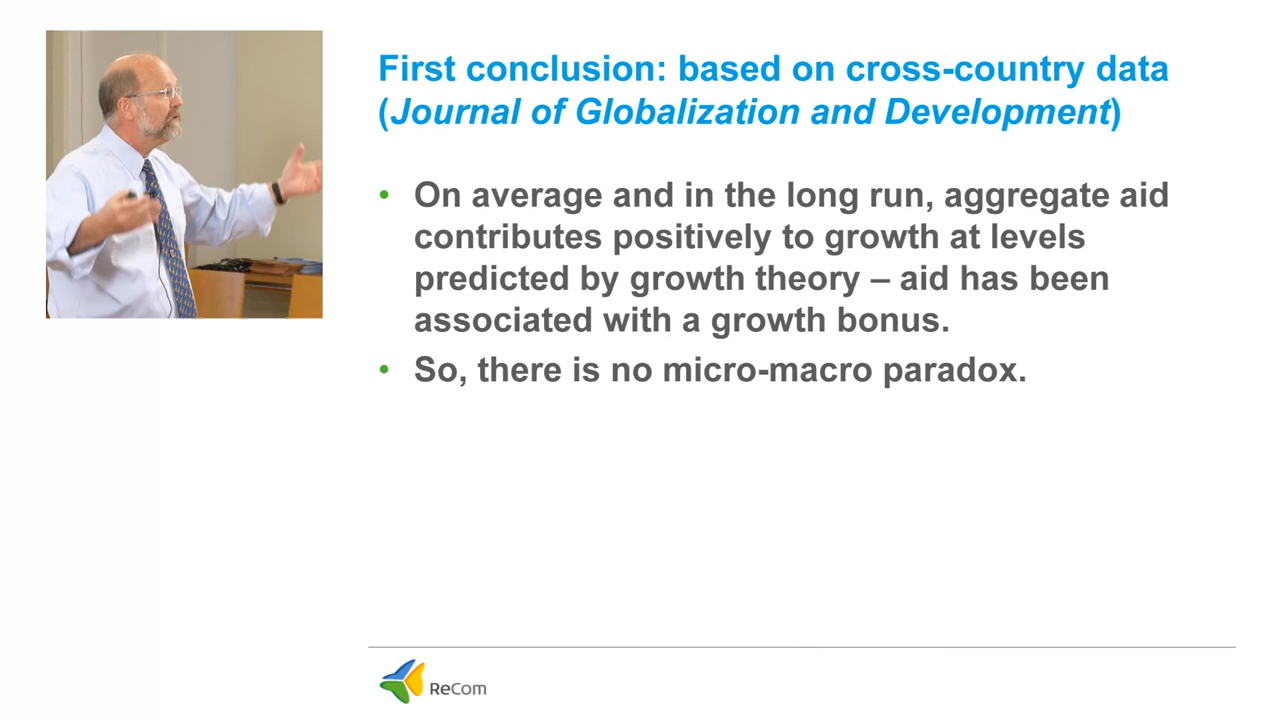 First conclusion: based on cross-country data
(Journal of Globalization and Development)
• On average and in the long run, aggregate aid
contributes positively to growth at levels
predicted by growth theory – aid has been
associated with a growth bonus.
• So, there is no micro-macro paradox.
ReCom